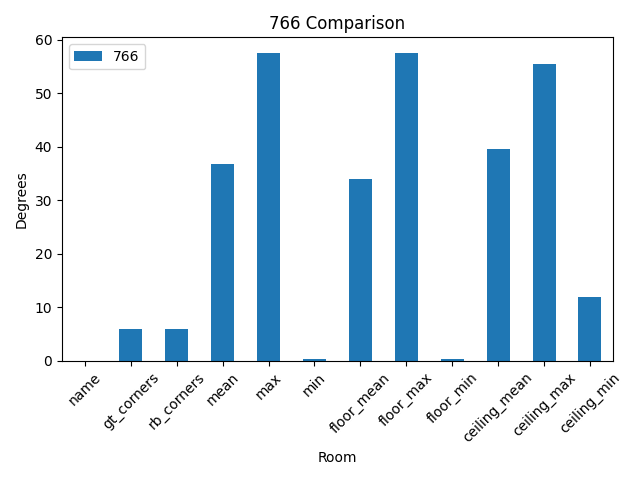 766 Comparison
766
60
50
40
30
20
10
0
Degrees
name
gt_corners
rb_corners
mean
max
min
floor_mean
floor_max
floor_min
ceiling_mean
ceiling_max
ceiling_min
Room